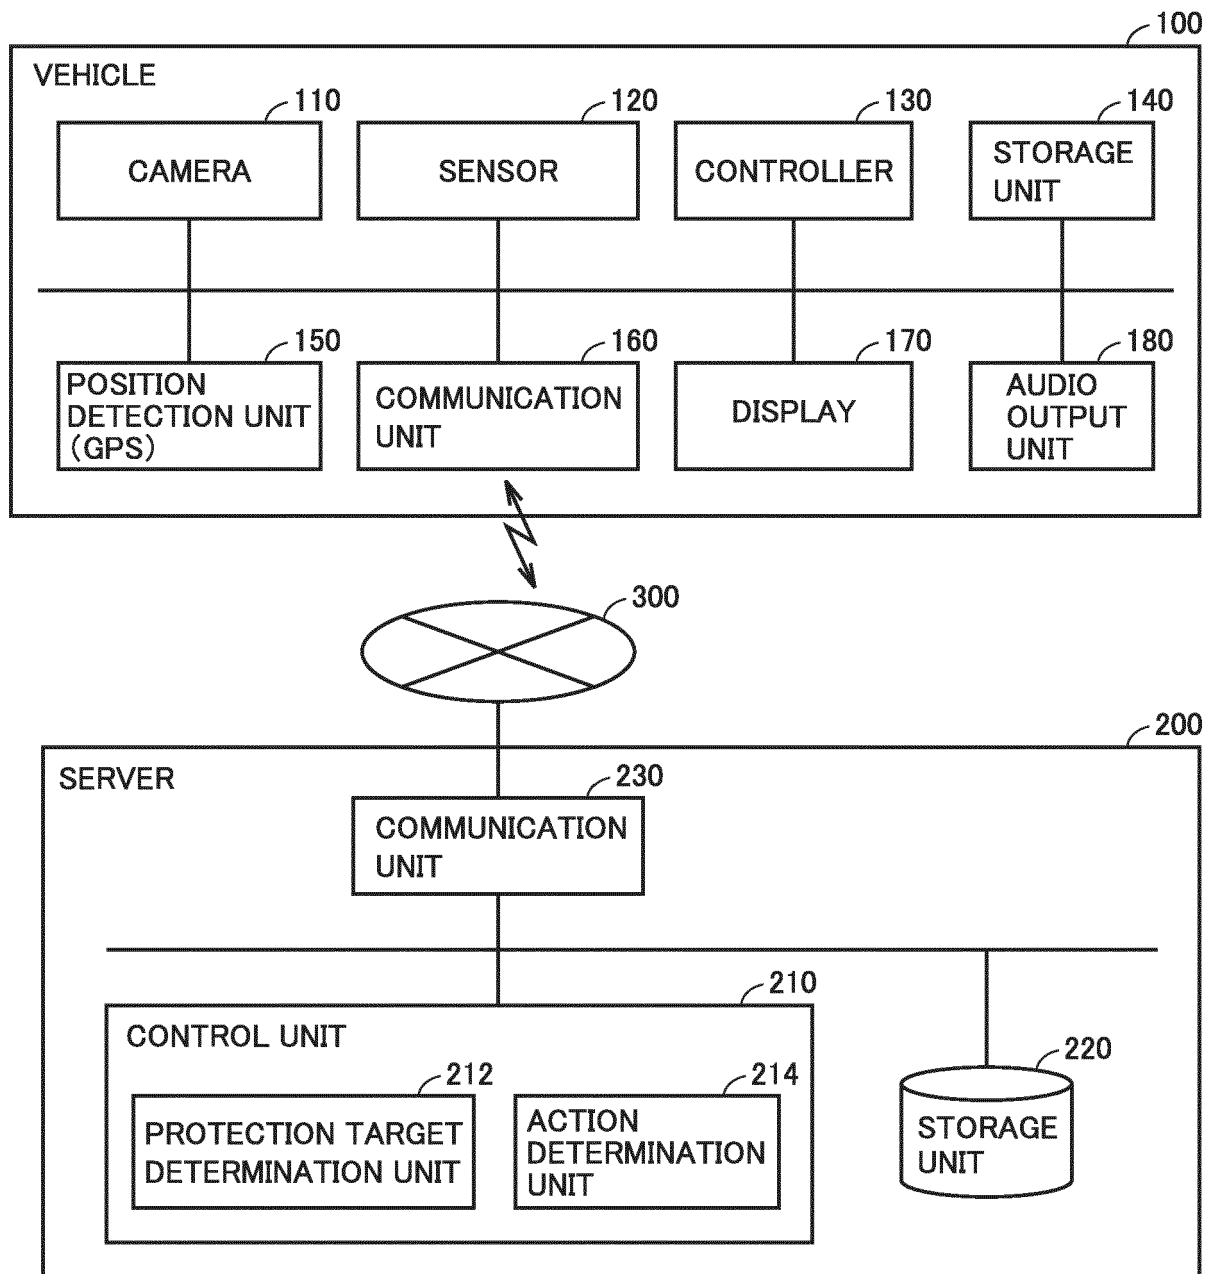 100
VEHICLE
110
120
130
140
CAMERA
SENSOR
CONTROLLER
STORAGE
UNIT
150
160
170
180
POSITION
DETECTION UNIT
(GPS)
COMMUNICATION
UNIT
DISPLAY
AUDIO
OUTPUT
UNIT
300
200
SERVER
230
COMMUNICATION
UNIT
210
CONTROL UNIT
212
214
220
PROTECTION TARGET
DETERMINATION UNIT
ACTION
DETERMINATION
UNIT
STORAGE
UNIT